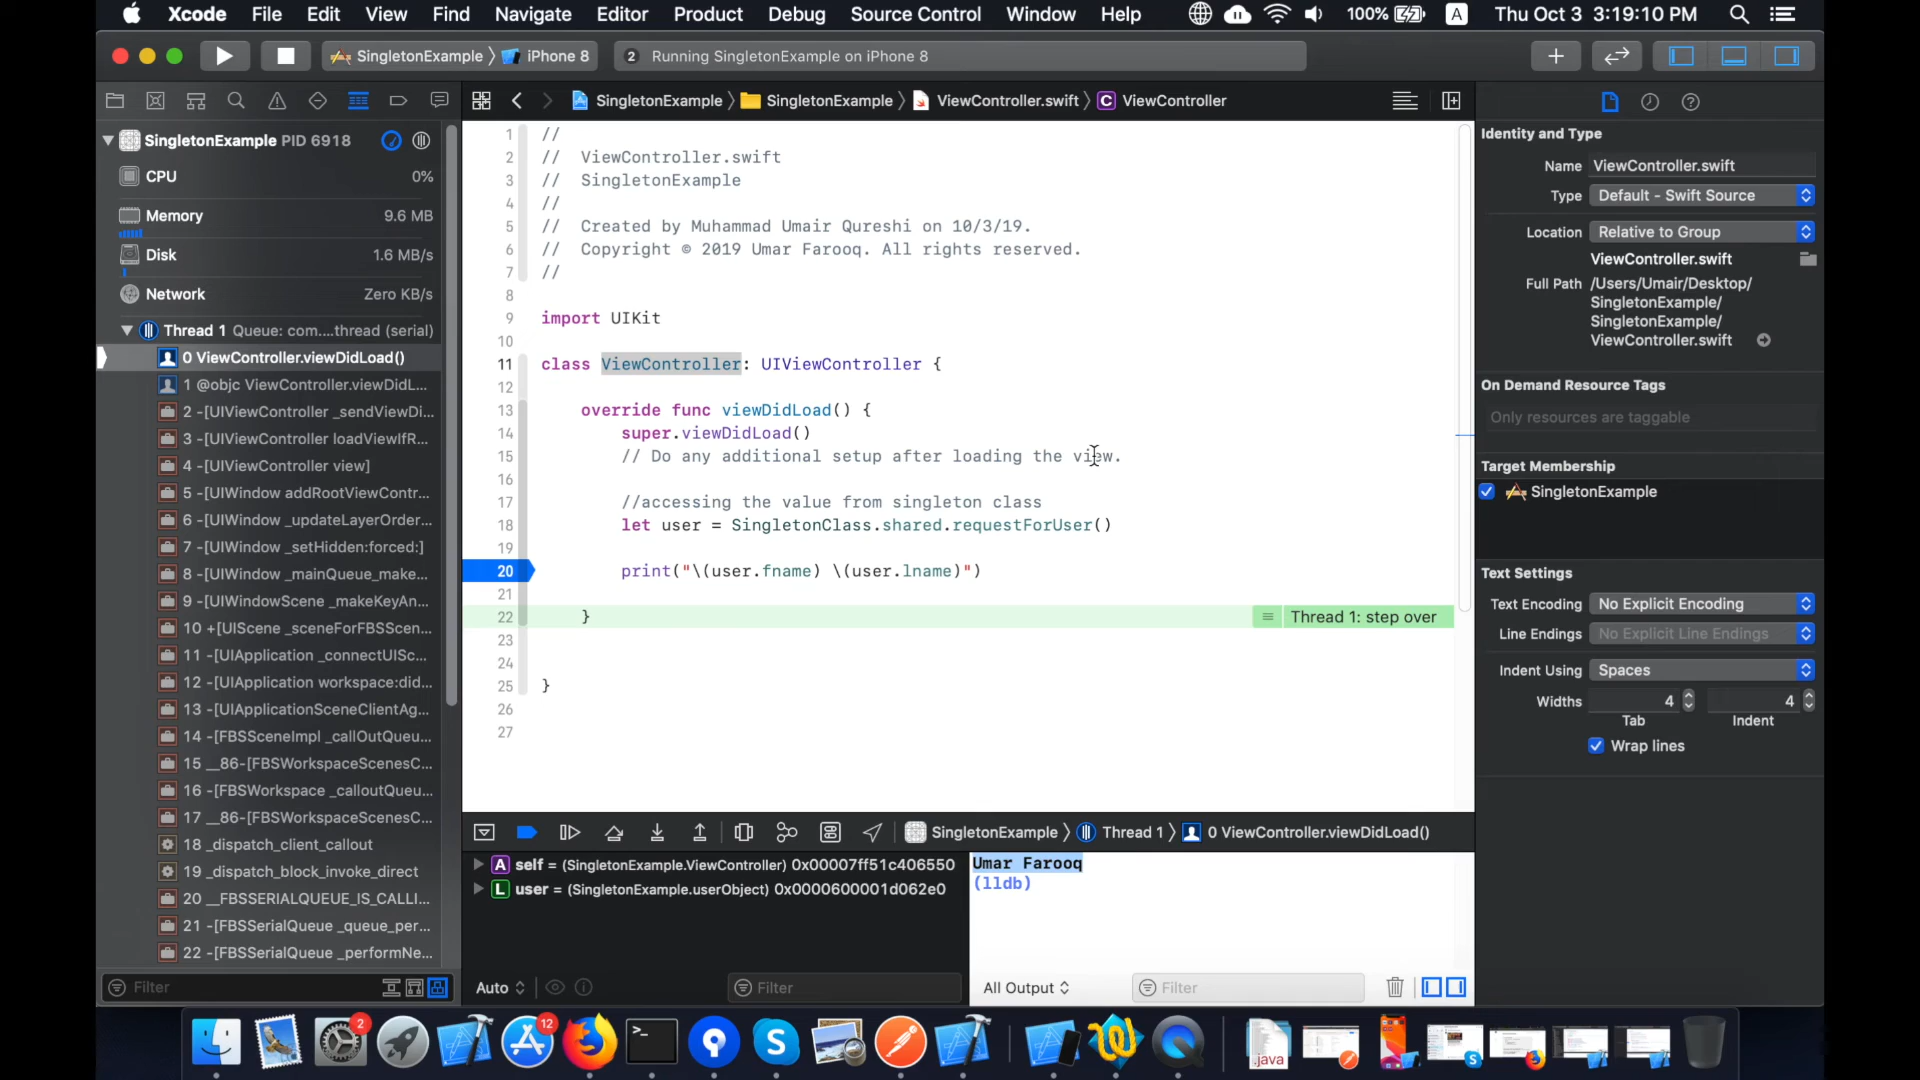 Xcode File Edit View Find Navigate Editor Product Debug Source Control Window Help 100% A Thu Oct 3 3:19:10 PM
SingletonExample iPhone 8 2 Running SingletonExample on iPhone 8
SingletonExample SingletonExample ViewController.swift C ViewController
SingletonExample PID 6918
CPU 0%
Memory 9.6 MB
Disk 1.6 MB/s
Network Zero KB/s
Thread 1 Queue: com....thread (serial)
0 ViewController.viewDidLoad()
1 @objc ViewController.viewDidL...
2 -[UIViewController _sendViewDi...
3 -[UIViewController loadViewIfR...
4 -[UIViewController view]
5 -[UIWindow addRootViewContr...
6 -[UIWindow _updateLayerOrder...
7 -[UIWindow _setHidden:forced:]
8 -[UIWindow _mainQueue_make...
9 -[UIWindowScene _makeKeyAn...
10 +[UIScene _sceneForFBSScen...
11 -[UIApplication _connectUISc...
12 -[UIApplication workspace:did...
13 -[UIApplicationSceneClientAg...
14 -[FBSSceneImpl _callOutQueu...
15 __86-[FBSWorkspaceScenesC...
16 -[FBSWorkspace _calloutQueu...
17 __86-[FBSWorkspaceScenesC...
18 _dispatch_client_callout
19 _dispatch_block_invoke_direct
20 __FBSSERIALQUEUE_IS_CALLI...
21 -[FBSSerialQueue _queue_per...
22 -[FBSSerialQueue _performNe...
Filter
1 //
2 // ViewController.swift
3 // SingletonExample
4 //
5 // Created by Muhammad Umair Qureshi on 10/3/19.
6 // Copyright © 2019 Umar Farooq. All rights reserved.
7 //
8
9 import UIKit
10
11 class ViewController: UIViewController {
12
13 override func viewDidLoad() {
14 super.viewDidLoad()
15 // Do any additional setup after loading the view.
16
17 //accessing the value from singleton class
18 let user = SingletonClass.shared.requestForUser()
19
20 print("\(user.fname) \(user.lname)")
21
22 } Thread 1: step over
23
24
25 }
26
27
SingletonExample Thread 1 0 ViewController.viewDidLoad()
A self = (SingletonExample.ViewController) 0x00007ff51c406550
L user = (SingletonExample.userObject) 0x0000600001d062e0
Auto Filter
Umar Farooq
(lldb)
All Output Filter
Identity and Type
Name ViewController.swift
Type Default - Swift Source
Location Relative to Group
ViewController.swift
Full Path /Users/Umair/Desktop/
SingletonExample/
SingletonExample/
ViewController.swift
On Demand Resource Tags
Only resources are taggable
Target Membership
SingletonExample
Text Settings
Text Encoding No Explicit Encoding
Line Endings No Explicit Line Endings
Indent Using Spaces
Widths 4 4
Tab Indent
Wrap lines
2 12 .java